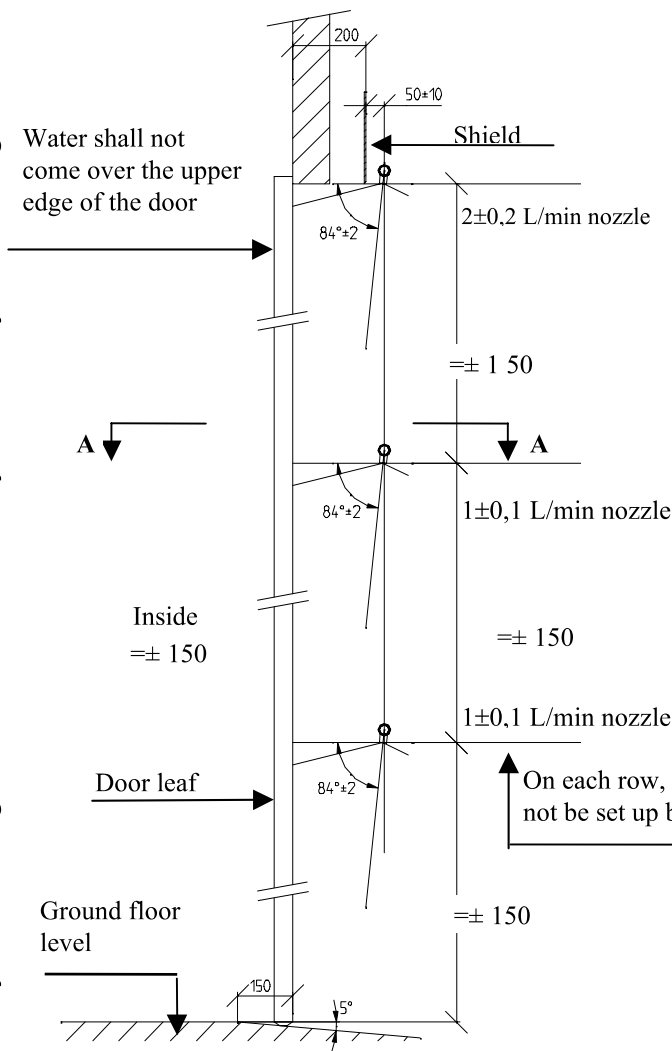 200
50±10
Shield
Water shall not
come over the upper
edge of the door
2±0,2 L/min nozzle
84°±2
=± 1 50
A
A
84°±2
1±0,1 L/min nozzle
Inside
=± 150
=± 150
1±0,1 L/min nozzle
84°±2
Door leaf
On each row,
not be set up b
Ground floor
level
=± 150
150
5°